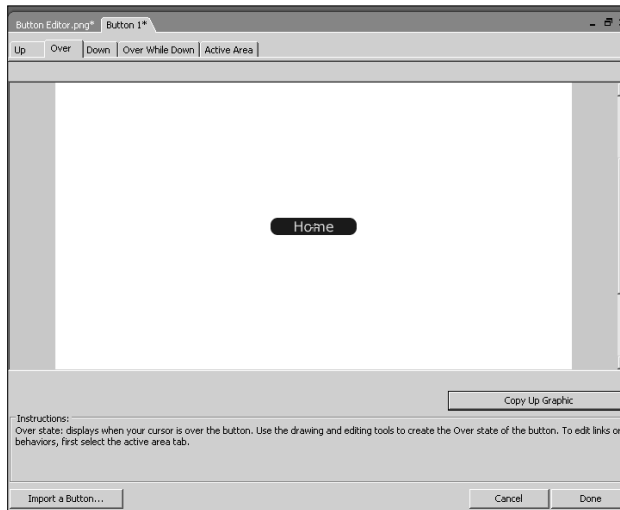 Button Editor.png* Button 1*
Up Over Down Over While Down Active Area
Home
Copy Up Graphic
Instructions:
Over state: displays when your cursor is over the button. Use the drawing and editing tools to create the Over state of the button. To edit links or
behaviors, first select the active area tab.
Import a Button... Cancel Done